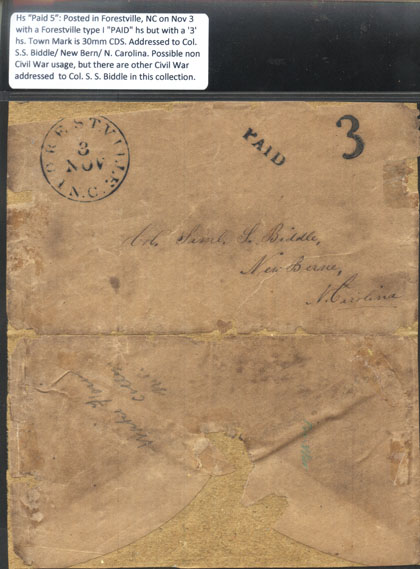 Hs "Paid 5": Posted in Forestville, NC on Nov 3
with a Forestville type I "PAID" hs but with a '3'
hs. Town Mark is 30mm CDS. Addressed to Col.
S.S. Biddle/ New Bern/ N. Carolina. Possible non
Civil War usage, but there are other Civil War
addressed to Col. S. S. Biddle in this collection.
FORESTVILLE
3
NOV
N.C.
PAID
3
Col. Saml. S. Biddle,
New Berne,
N. Carolina